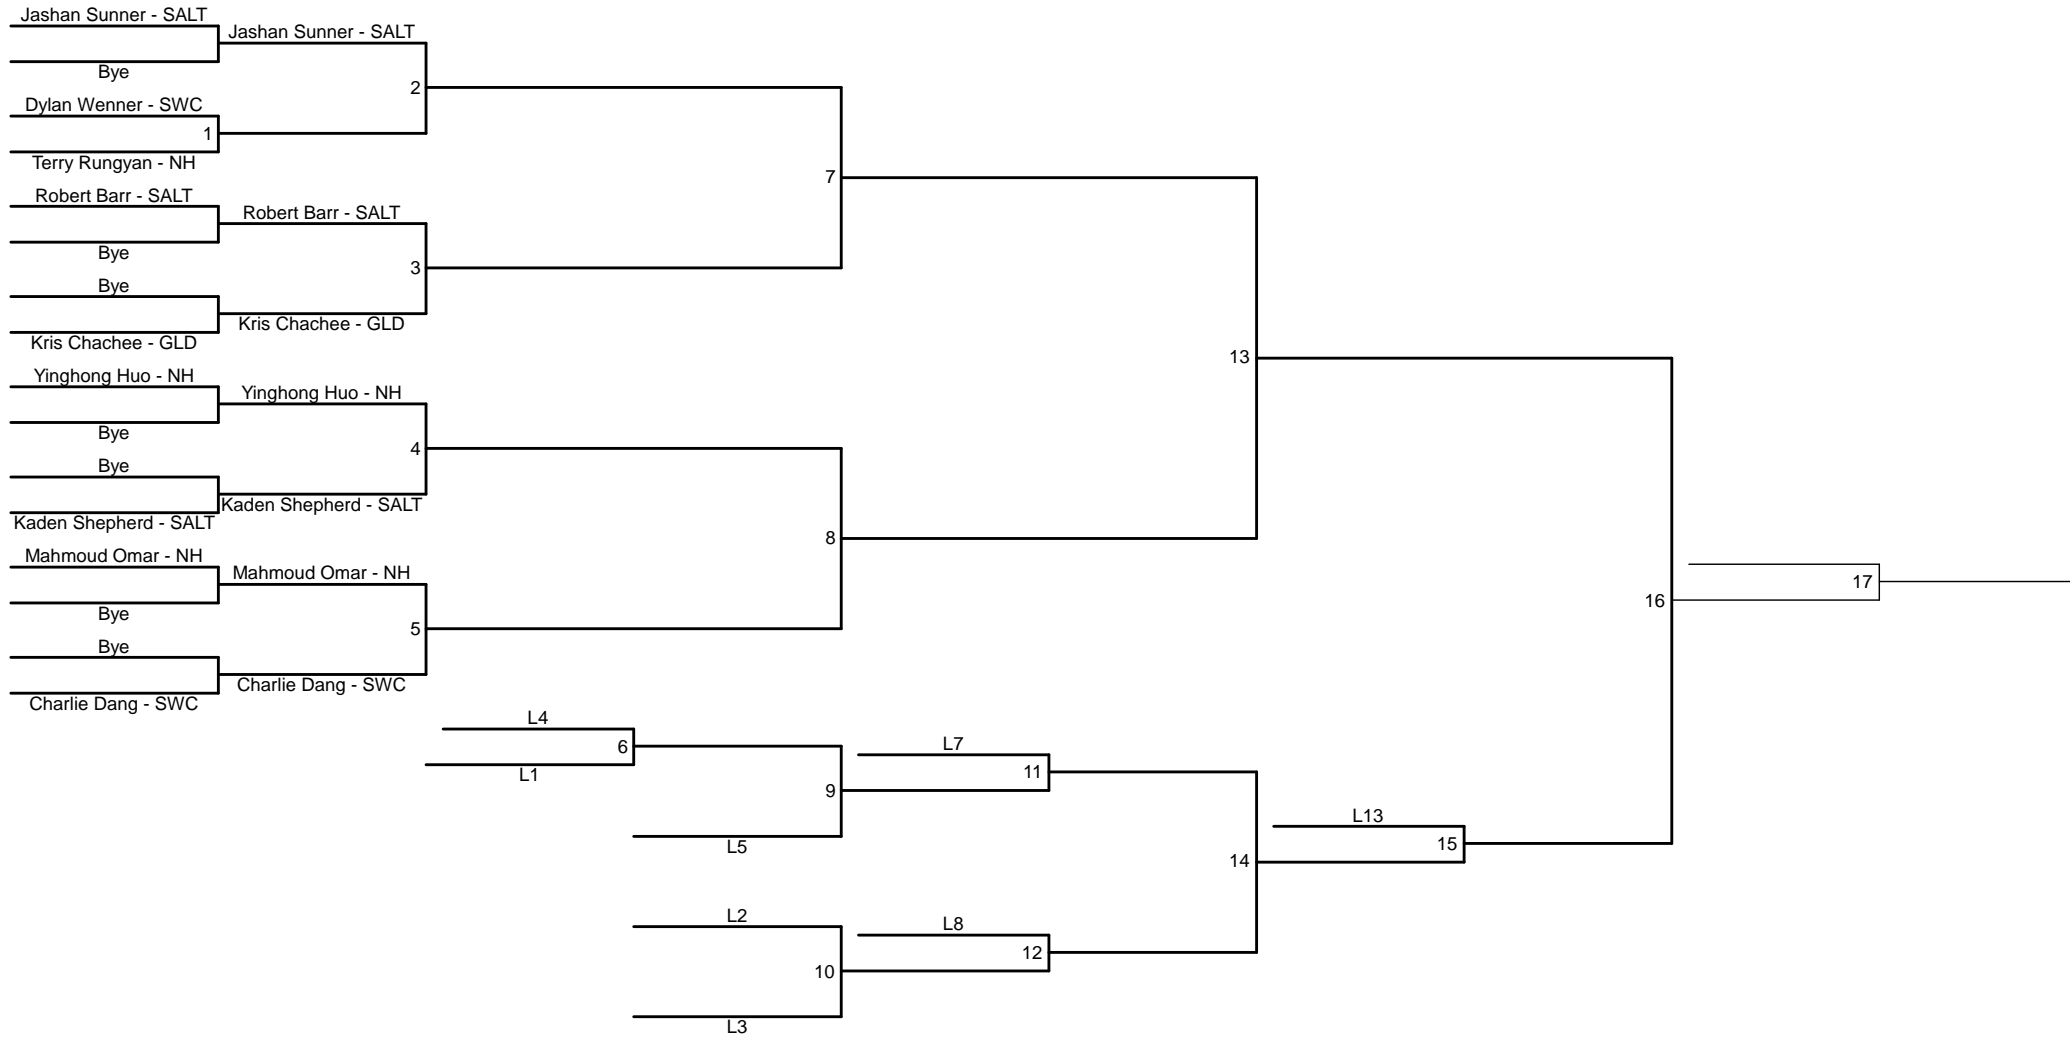 Jashan Sunner - SALT
Jashan Sunner - SALT
Bye
2
Dylan Wenner - SWC
1
Terry Rungyan - NH
7
Robert Barr - SALT
Robert Barr - SALT
Bye
3
Bye
Kris Chachee - GLD
Kris Chachee - GLD
13
Yinghong Huo - NH
Yinghong Huo - NH
Bye
4
Bye
Kaden Shepherd - SALT
Kaden Shepherd - SALT
8
Mahmoud Omar - NH
Mahmoud Omar - NH
17
16
Bye
5
Bye
Charlie Dang - SWC
Charlie Dang - SWC
L4
6
L7
L1
11
9
L13
L5
15
14
L2
L8
12
10
L3